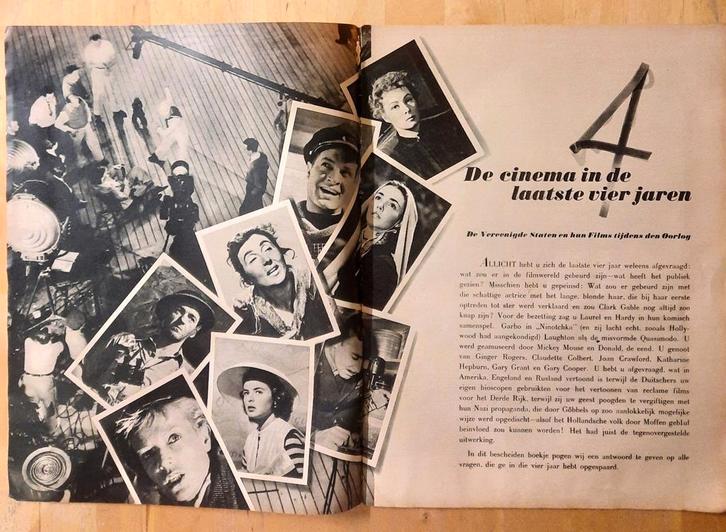 4
De cinema in de
laatste vier jaren
De Vereenigde Staten en hun Films tijdens den Oorlog
ALLICHT hebt u zich de laatste vier jaren weleens afgevraagd:
wat zou er in de filmwereld gebeurd zijn—wat heeft het publiek
gezien? Misschien hebt u gepeinsd: Wat zou er gebeurd zijn met
die schattige actrice met het lange, blonde haar, die bij haar eerste
optreden tot ster werd verklaard en zou Clark Gable nog altijd zoo
knap zijn? Voor de bezetting zag u Laurel en Hardy in hun komisch
samenspel. Garbo in „Ninotchka" (en zij lacht echt, zooals Holly-
wood had aangekondigd) Laughton als de misvormde Quasimodo. U
werd geamuseerd door Mickey Mouse en Donald, de eend. U genoot
van Ginger Rogers, Claudette Colbert, Joan Crawford, Katharine
Hepburn, Gary Grant en Gary Cooper. U hebt u afgevraagd, wat in
Amerika, Engeland en Rusland vertoond is terwijl de Duitschers uw
eigen bioscopen gebruikten voor het vertoonen van reclame films
voor het Derde Rijk, terwijl zij uw geest poogden te vergiftigen met
hun Nazi propaganda, die door Göbbels op zoo aanlokkelijk mogelijke
wijze werd opgedischt—alsof het Hollandsche volk door Moffen gebluf
beinvloed zou kunnen worden! Het had juist de tegenovergestelde
uitwerking.
In dit bescheiden boekje pogen wij een antwoord te geven op alle
vragen, die ge in die vier jaar hebt opgespaard.